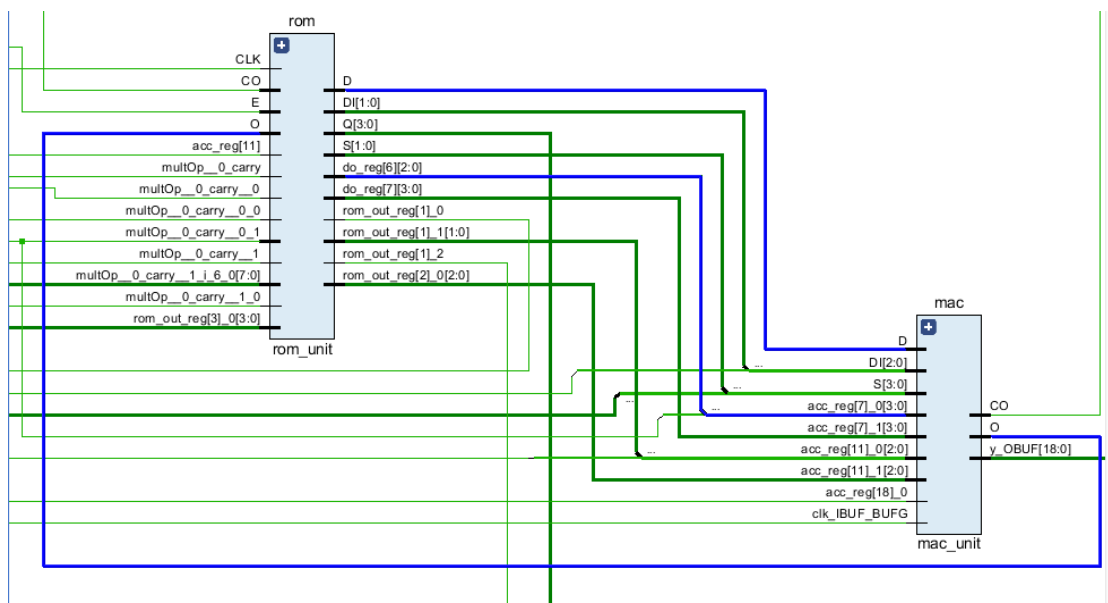 rom
CLK
CO
E
O
acc_reg[11]
multOp__0_carry
multOp__0_carry__0
multOp__0_carry__0_0
multOp__0_carry__0_1
multOp__0_carry__1
multOp__0_carry__1_i_6_0[7:0]
multOp__0_carry__1_0
rom_out_reg[3]_0[3:0]
D
DI[1:0]
Q[3:0]
S[1:0]
do_reg[6][2:0]
do_reg[7][3:0]
rom_out_reg[1]_0
rom_out_reg[1]_1[1:0]
rom_out_reg[1]_2
rom_out_reg[2]_0[2:0]
rom_unit
mac
D
... DI[2:0]
... S[3:0]
... acc_reg[7]_0[3:0]
acc_reg[7]_1[3:0]
... acc_reg[11]_0[2:0]
acc_reg[11]_1[2:0]
acc_reg[18]_0
clk_IBUF_BUFG
CO
O
y_OBUF[18:0]
mac_unit